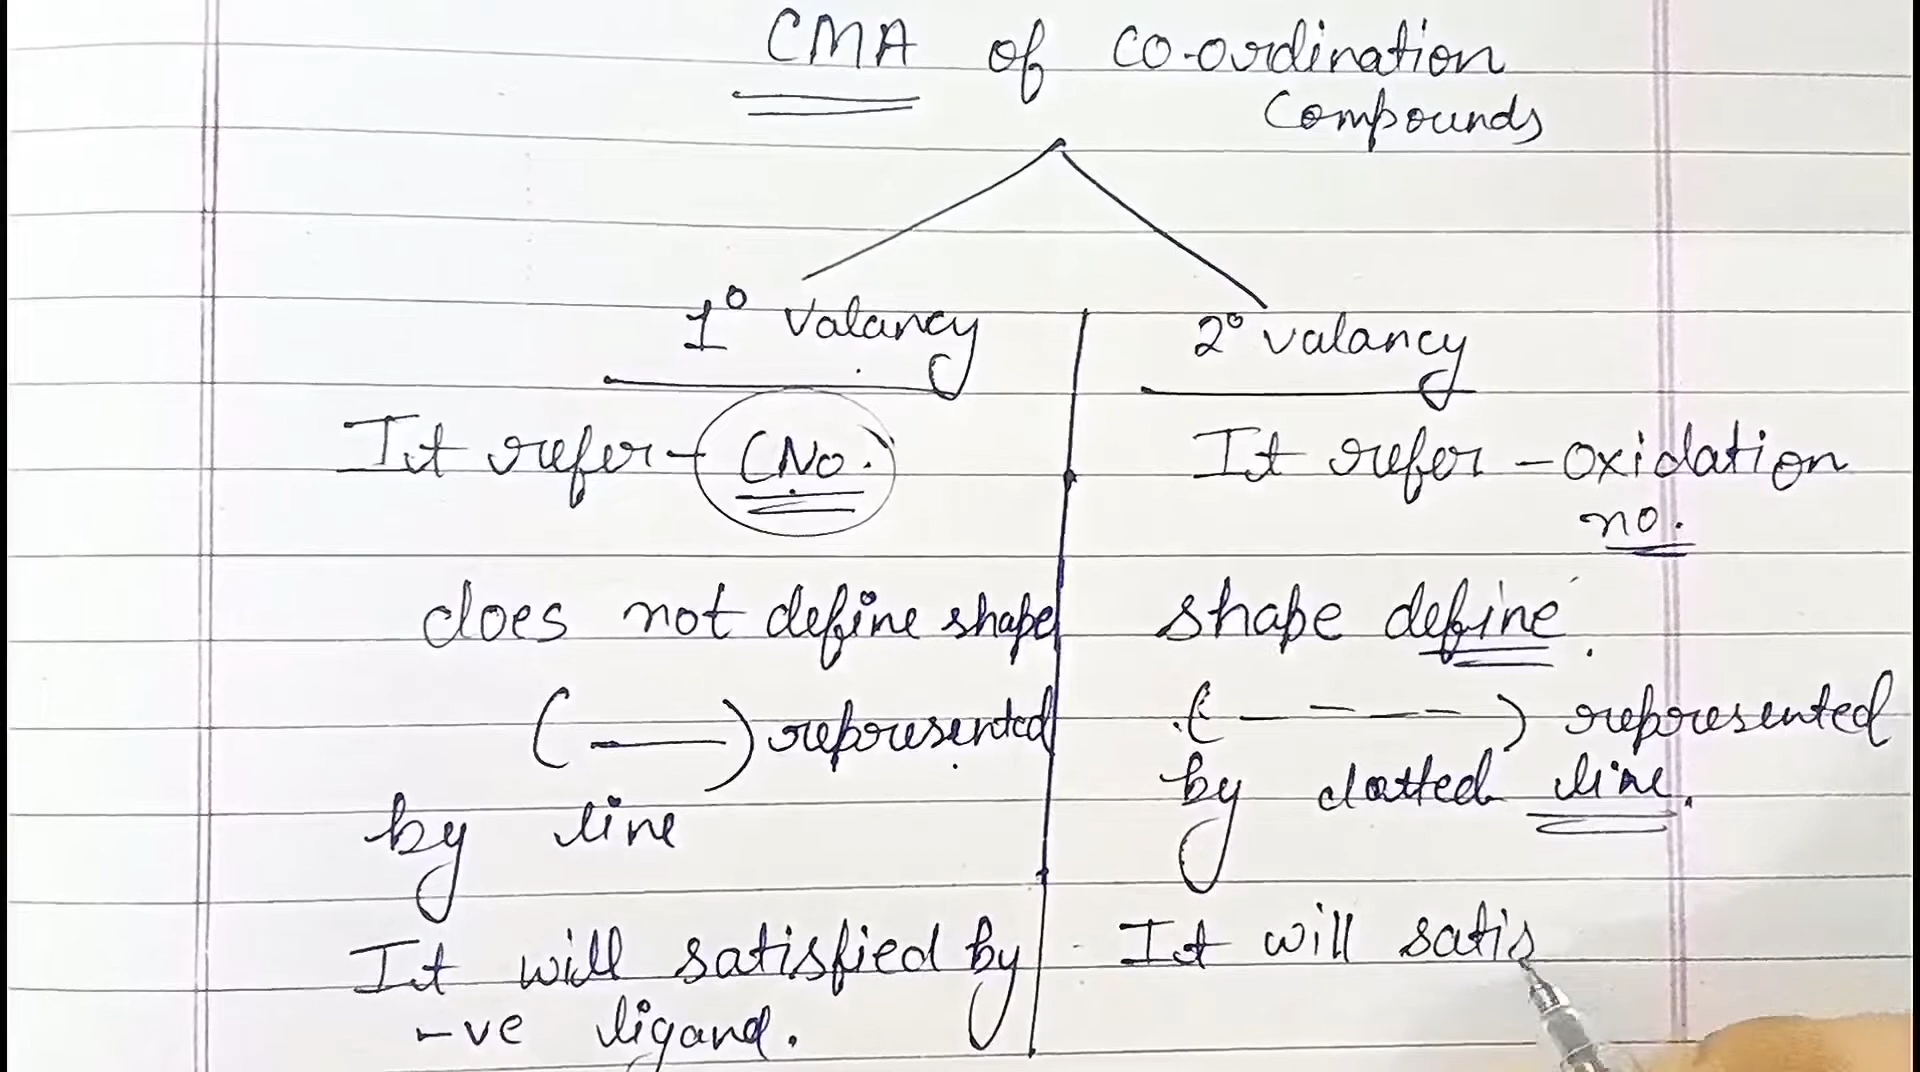 CMA of CO-ordination
Compounds
1° Valancy
2° valancy
It refer - (No.)
It refer - oxidation
no.
does not define shape
shape define.
(—) represented
by line
(- - - -) represented
by dotted line.
It will satisfied by
-ve ligand.
It will satis